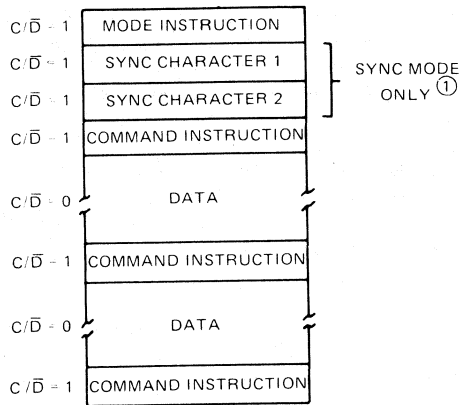 C/D̅ = 1 MODE INSTRUCTION
C/D̅ = 1 SYNC CHARACTER 1
C/D̅ = 1 SYNC CHARACTER 2
SYNC MODE
ONLY ①
C/D̅ = 1 COMMAND INSTRUCTION
C/D̅ = 0 DATA
C/D̅ = 1 COMMAND INSTRUCTION
C/D̅ = 0 DATA
C/D̅ = 1 COMMAND INSTRUCTION